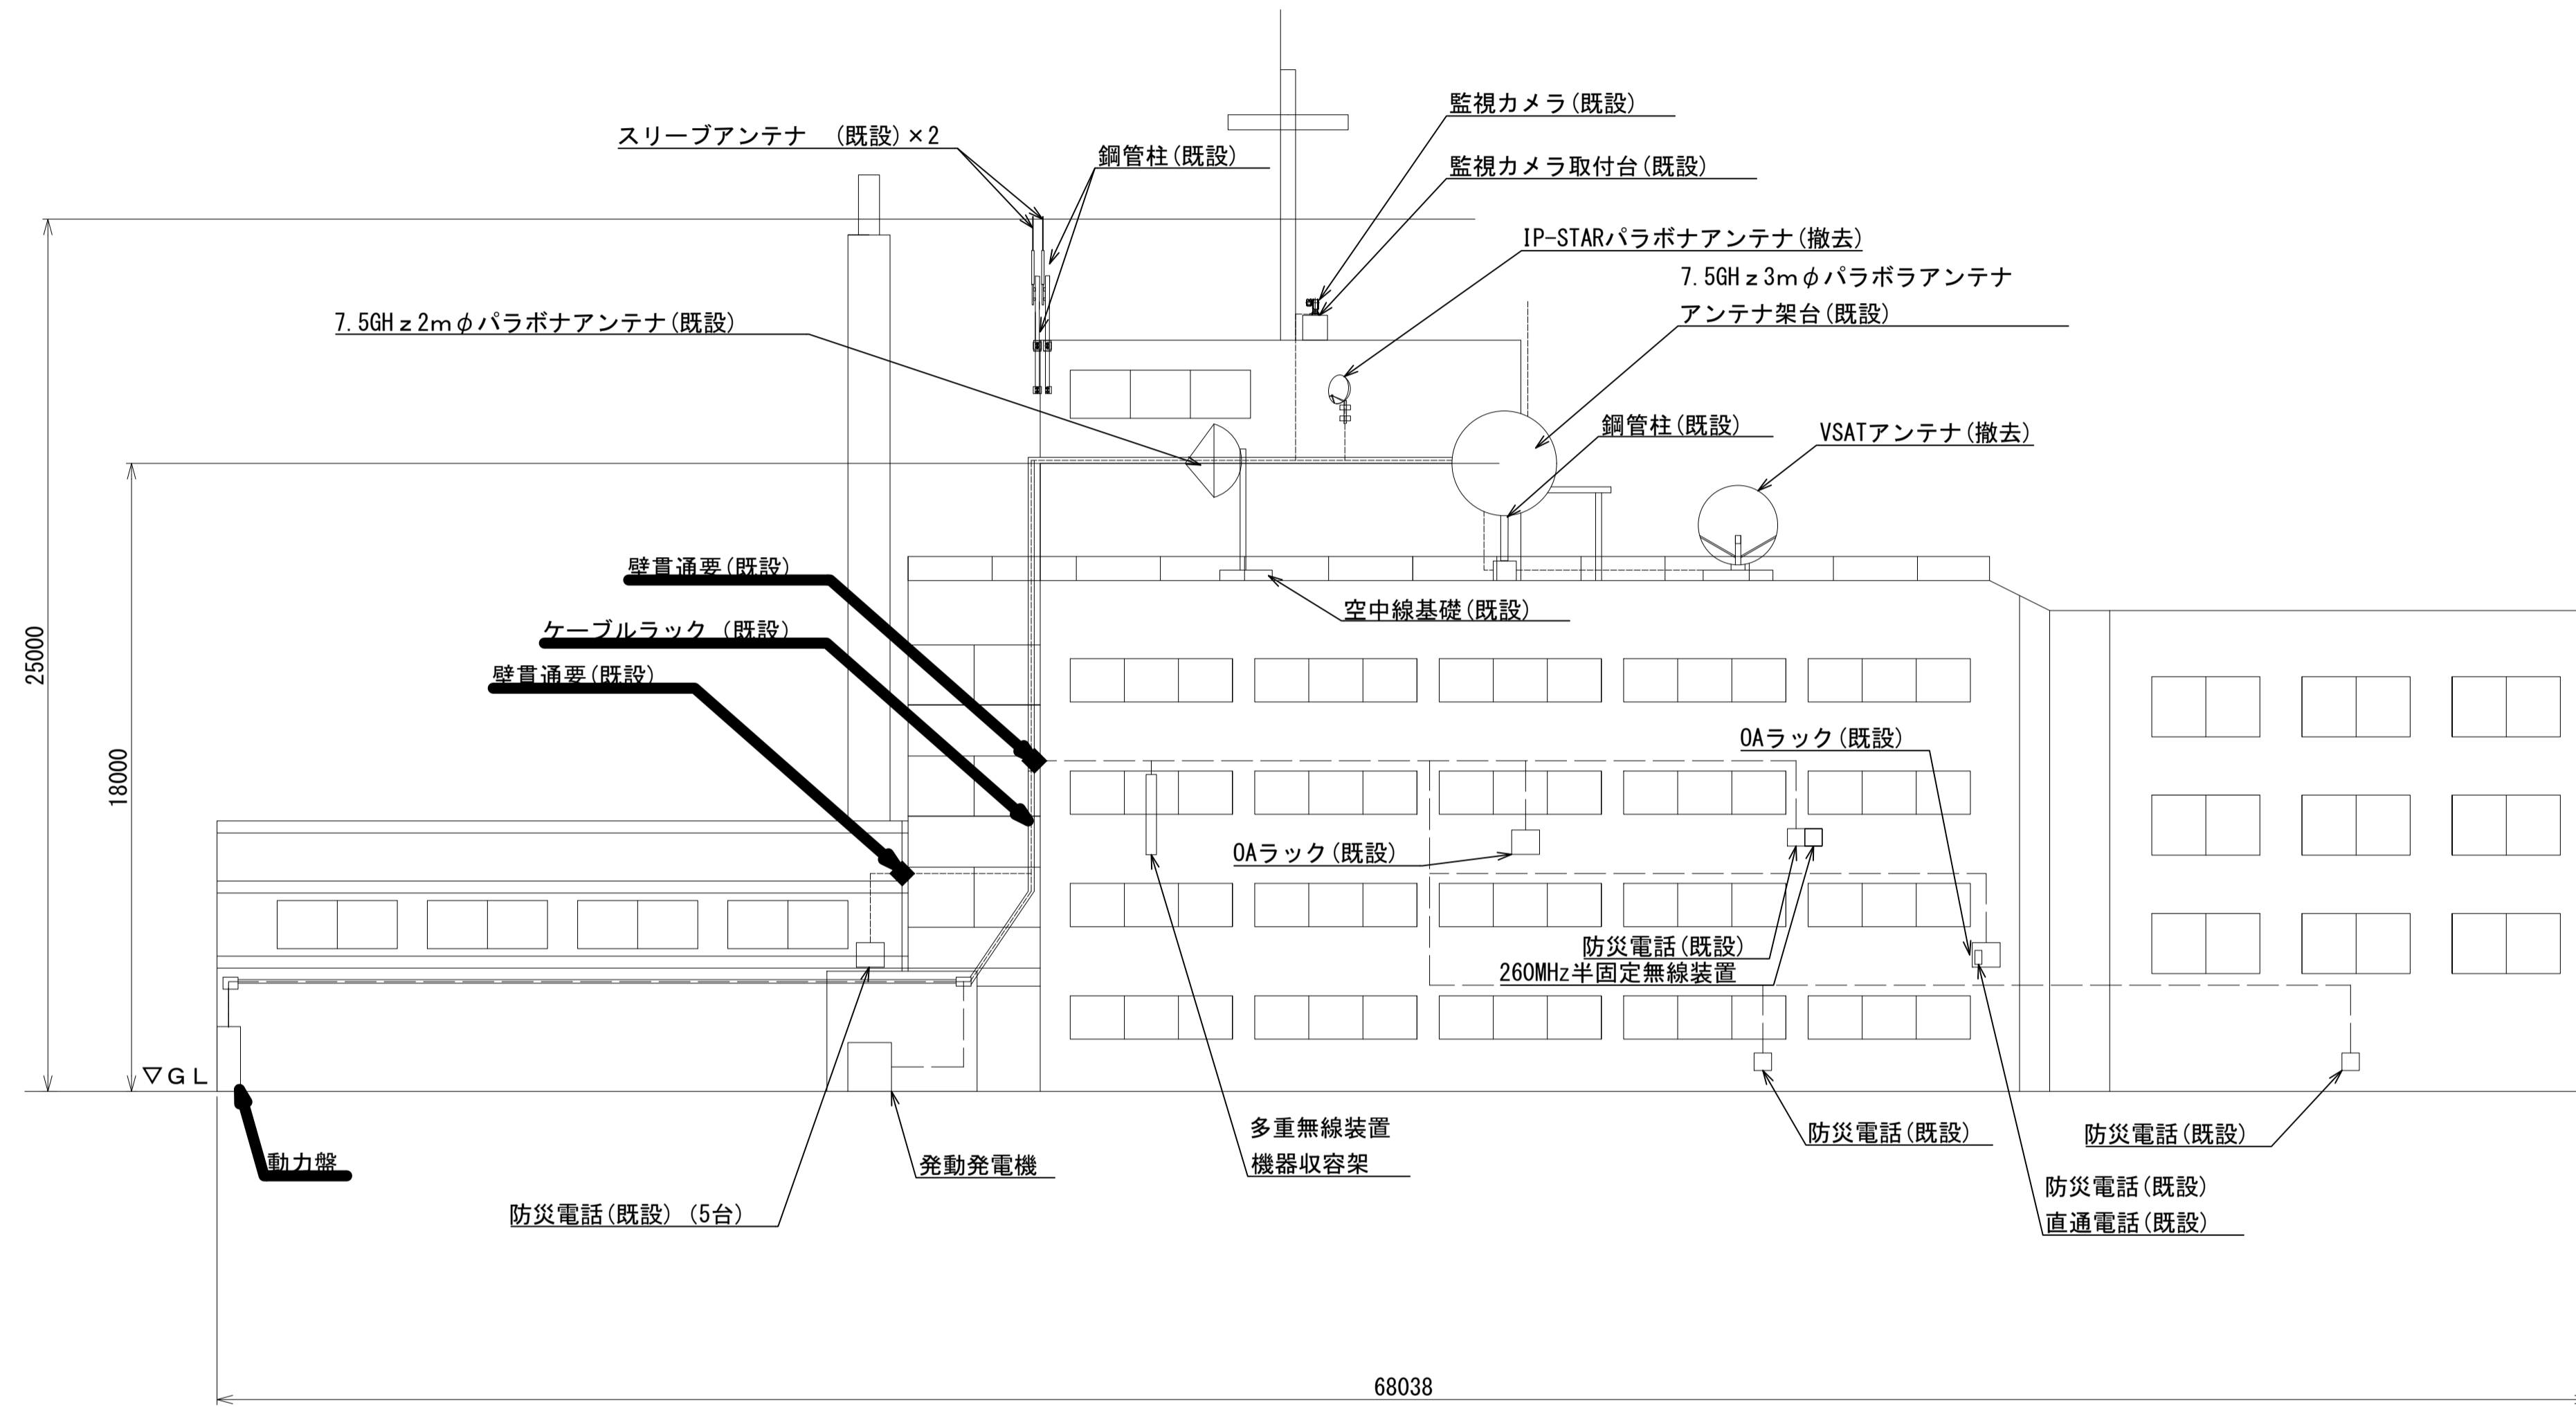 監視カメラ(既設)
スリーブアンテナ (既設)×2
鋼管柱(既設)
監視カメラ取付台(既設)
IP-STARパラボナアンテナ(撤去)
7.5GHz3mφパラボラアンテナ
アンテナ架台(既設)
7.5GHz2mφパラボナアンテナ(既設)
鋼管柱(既設)
VSATアンテナ(撤去)
壁貫通要(既設)
空中線基礎(既設)
ケーブルラック (既設)
壁貫通要(既設)
25000
18000
OAラック(既設)
OAラック(既設)
防災電話(既設)
260MHz半固定無線装置
▽GL
動力盤
発動発電機
多重無線装置
機器収容架
防災電話(既設)
防災電話(既設)
防災電話(既設) (5台)
防災電話(既設)
直通電話(既設)
68038